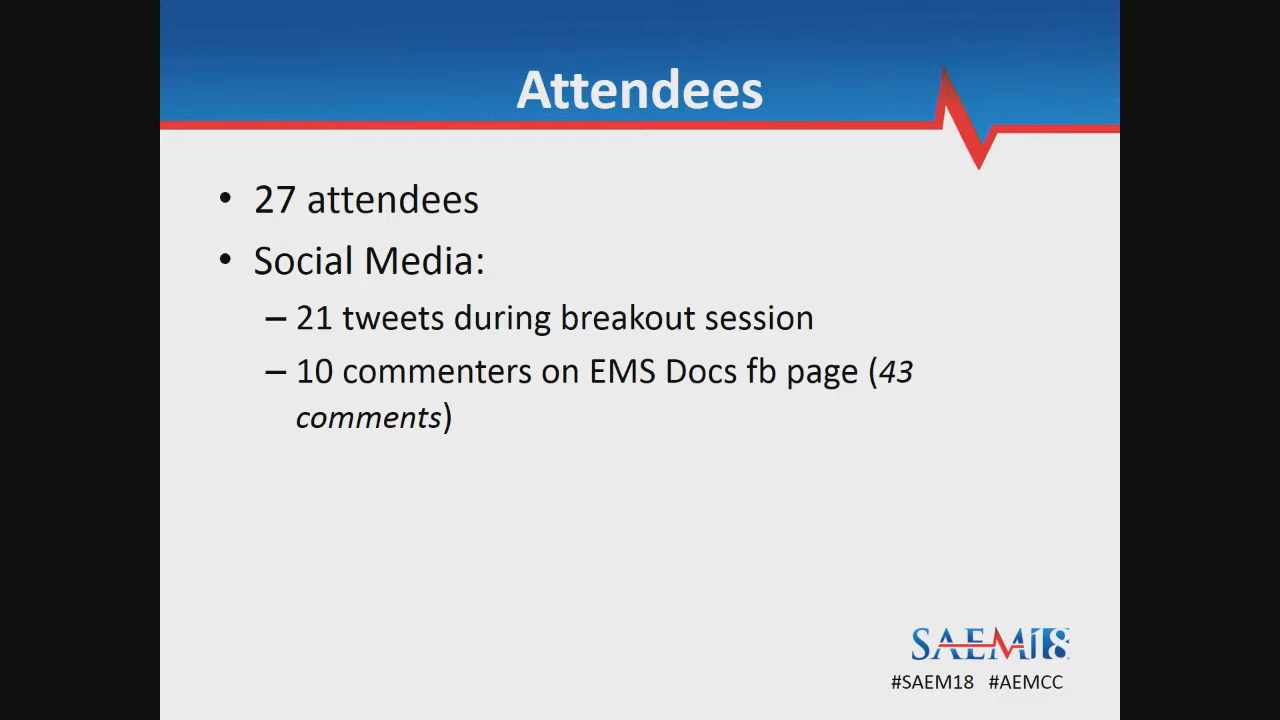 Attendees
• 27 attendees
• Social Media:
– 21 tweets during breakout session
– 10 commenters on EMS Docs fb page (43
comments)
SAEM18
#SAEM18 #AEMCC